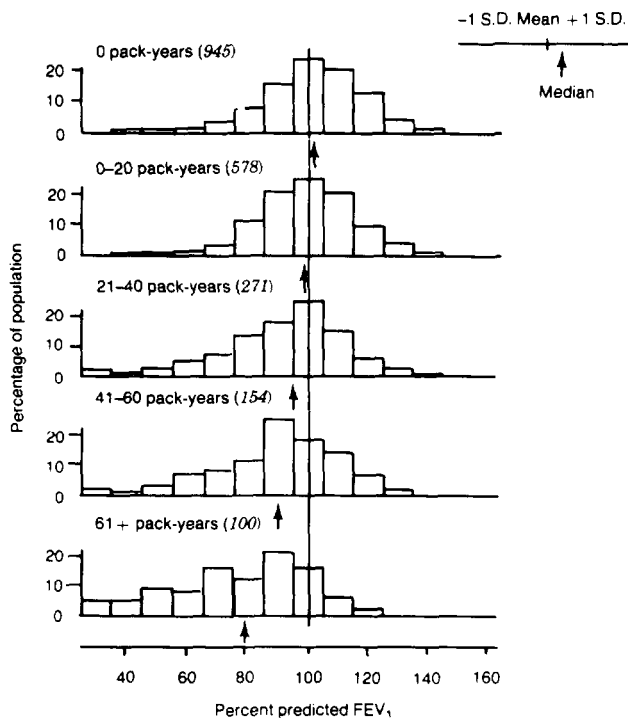 −1 S.D. Mean + 1 S.D.
Median
0 pack-years (945)
20
10
0
0–20 pack-years (578)
20
10
0
21–40 pack-years (271)
20
10
0
41–60 pack-years (154)
20
10
0
61 + pack-years (100)
20
10
0
Percentage of population
40 60 80 100 120 140 160
Percent predicted FEV₁